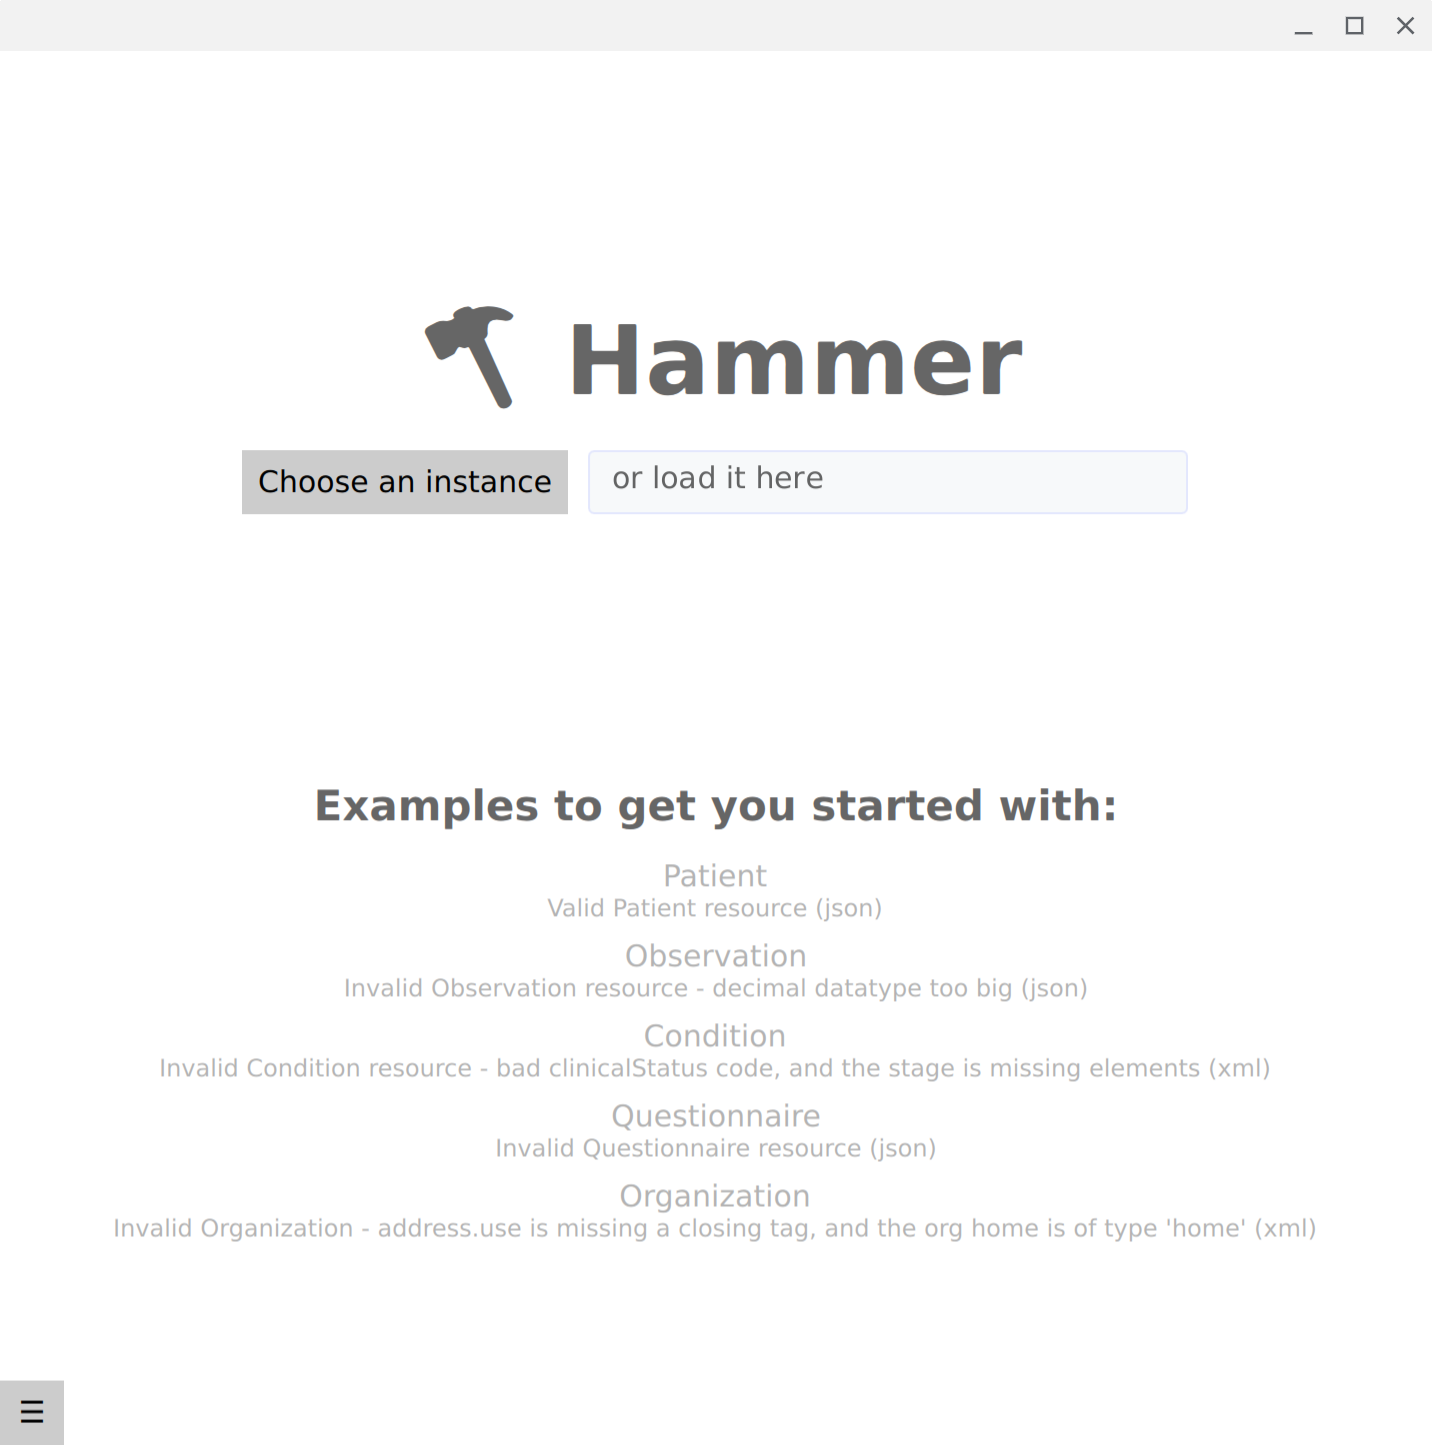 Hammer
Choose an instance
or load it here
Examples to get you started with:
Patient
Valid Patient resource (json)
Observation
Invalid Observation resource - decimal datatype too big (json)
Condition
Invalid Condition resource - bad clinicalStatus code, and the stage is missing elements (xml)
Questionnaire
Invalid Questionnaire resource (json)
Organization
Invalid Organization - address.use is missing a closing tag, and the org home is of type 'home' (xml)